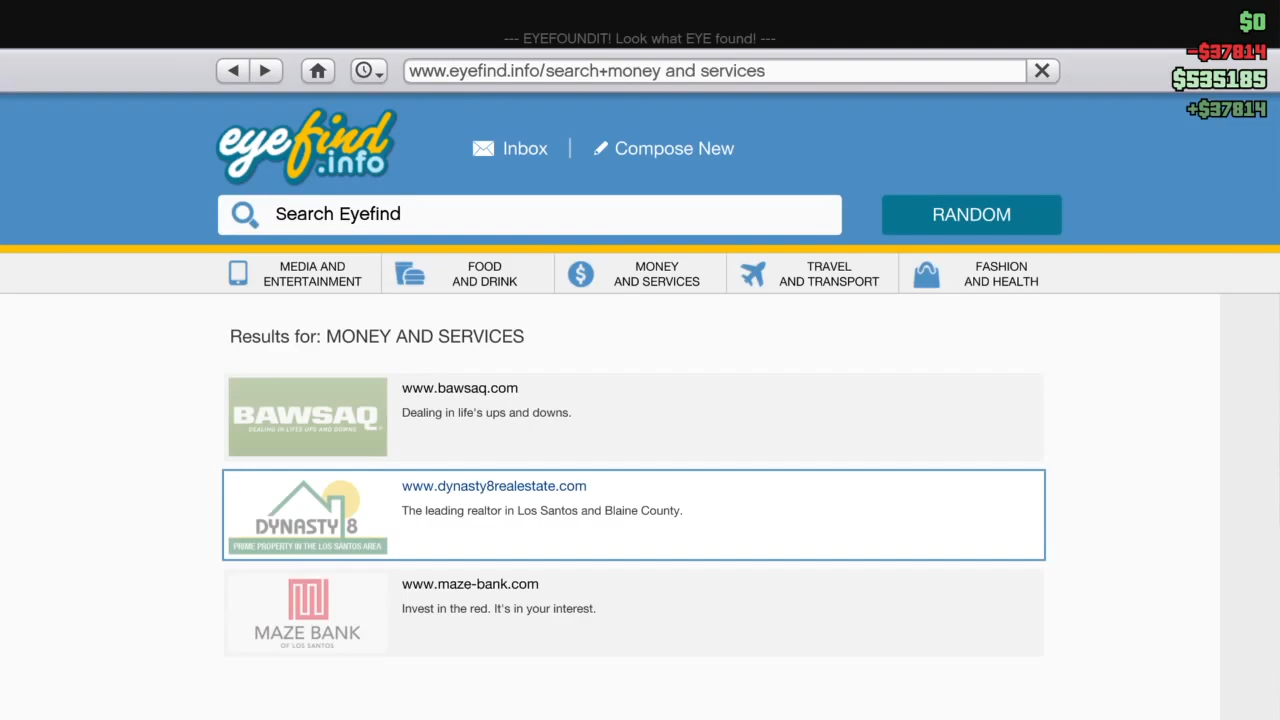 $0
--- EYEFOUNDIT! Look what EYE found! ---
-$37814
www.eyefind.info/search+money and services
$535185
+$37814
eyefind
.info
Inbox
Compose New
Search Eyefind
RANDOM
MEDIA AND
ENTERTAINMENT
FOOD
AND DRINK
MONEY
AND SERVICES
TRAVEL
AND TRANSPORT
FASHION
AND HEALTH
Results for: MONEY AND SERVICES
BAWSAQ
DEALING IN LIFE'S UPS AND DOWNS
www.bawsaq.com
Dealing in life's ups and downs.
DYNASTY 8
PRIME PROPERTY IN THE LOS SANTOS AREA
www.dynasty8realestate.com
The leading realtor in Los Santos and Blaine County.
MAZE BANK
OF LOS SANTOS
www.maze-bank.com
Invest in the red. It's in your interest.